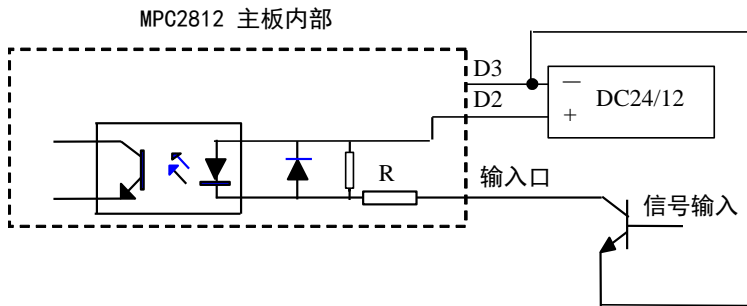 MPC2812 主板内部
D3
D2
—
+
DC24/12
R
输入口
信号输入